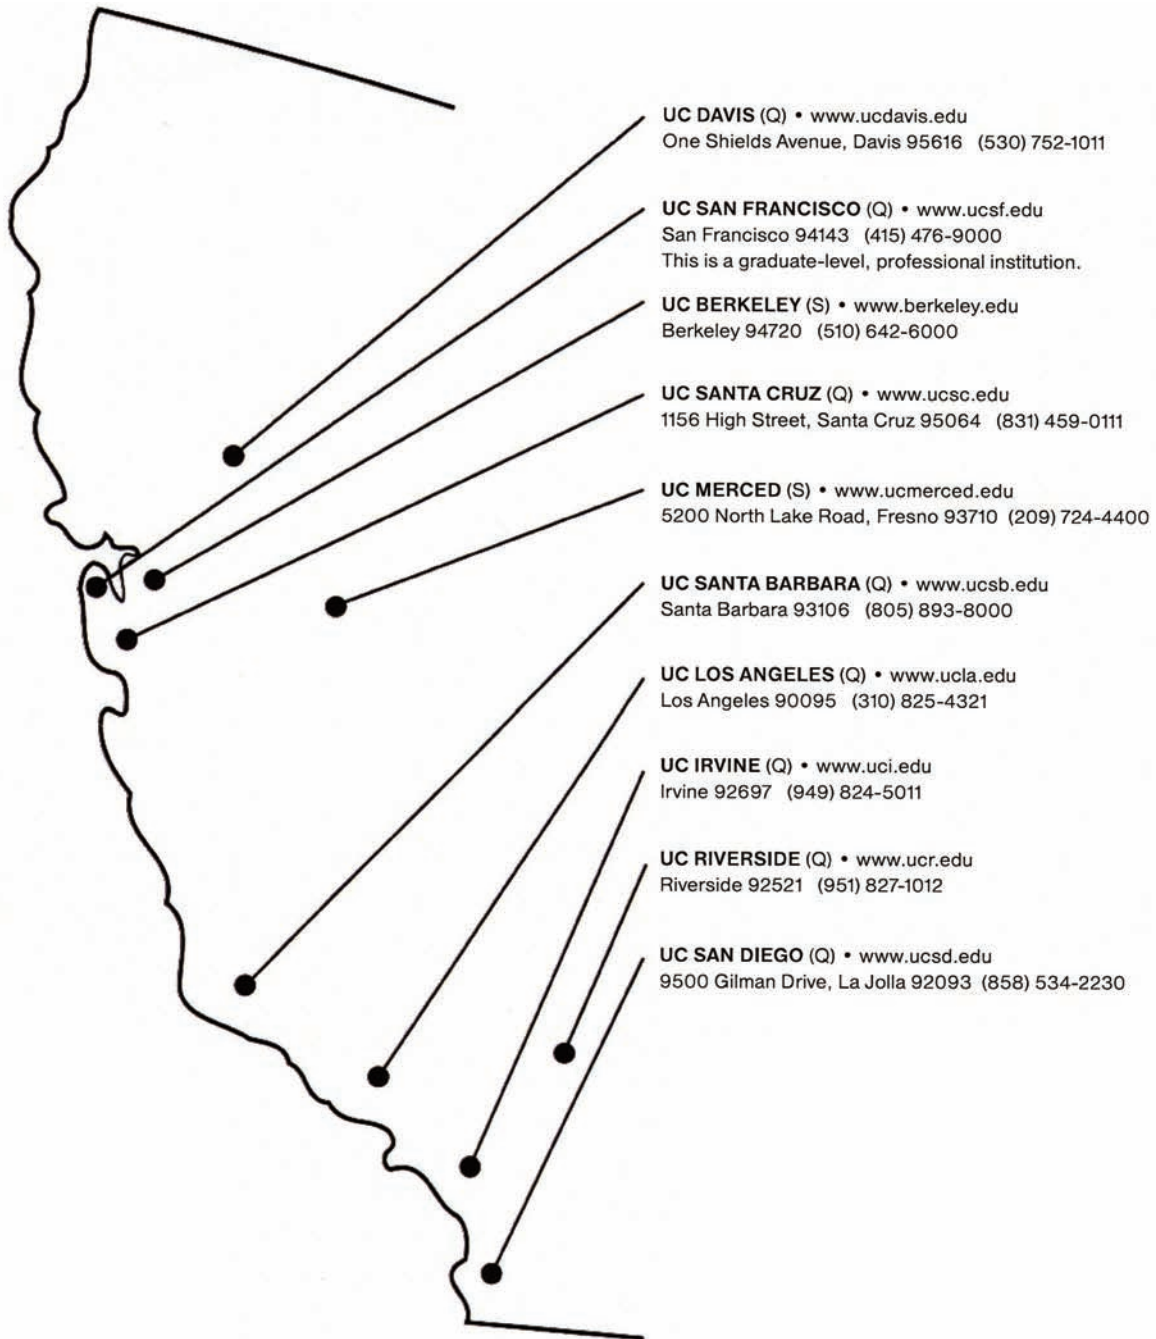 UC DAVIS (Q) • www.ucdavis.edu
One Shields Avenue, Davis 95616 (530) 752-1011
UC SAN FRANCISCO (Q) • www.ucsf.edu
San Francisco 94143 (415) 476-9000
This is a graduate-level, professional institution.
UC BERKELEY (S) • www.berkeley.edu
Berkeley 94720 (510) 642-6000
UC SANTA CRUZ (Q) • www.ucsc.edu
1156 High Street, Santa Cruz 95064 (831) 459-0111
UC MERCED (S) • www.ucmerced.edu
5200 North Lake Road, Fresno 93710 (209) 724-4400
UC SANTA BARBARA (Q) • www.ucsb.edu
Santa Barbara 93106 (805) 893-8000
UC LOS ANGELES (Q) • www.ucla.edu
Los Angeles 90095 (310) 825-4321
UC IRVINE (Q) • www.uci.edu
Irvine 92697 (949) 824-5011
UC RIVERSIDE (Q) • www.ucr.edu
Riverside 92521 (951) 827-1012
UC SAN DIEGO (Q) • www.ucsd.edu
9500 Gilman Drive, La Jolla 92093 (858) 534-2230